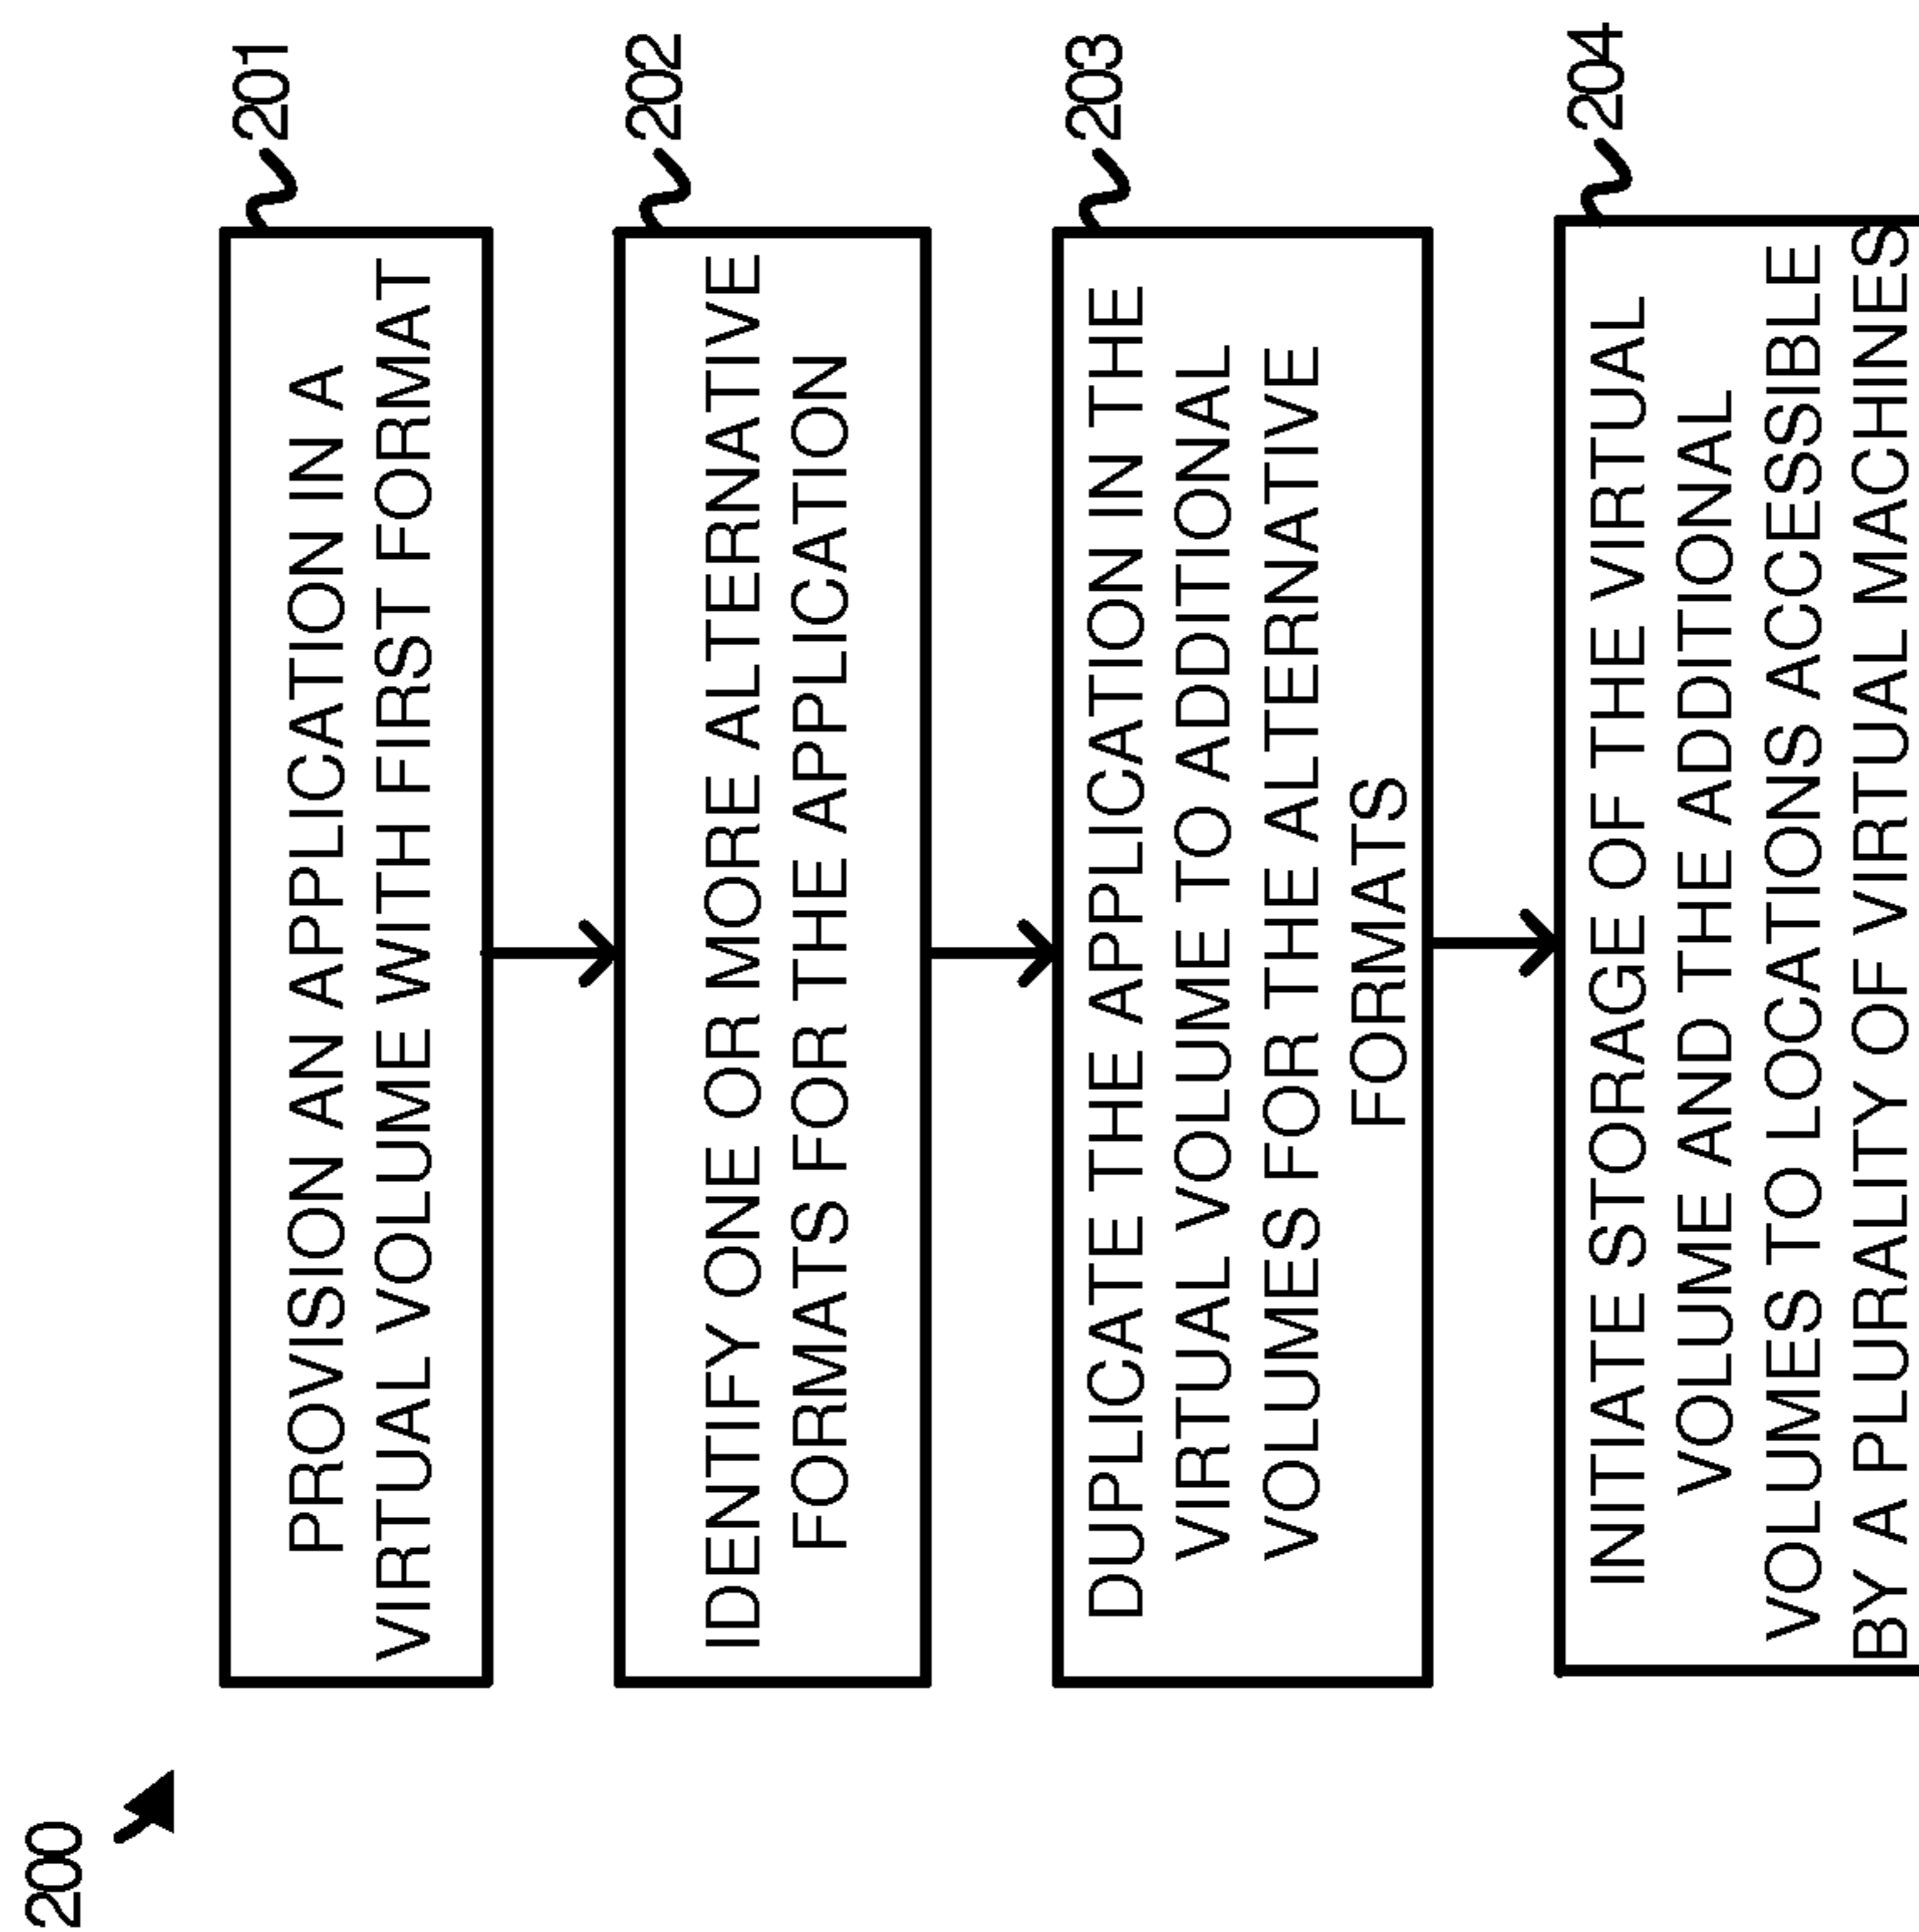 200
201
PROVISION AN APPLICATION IN A
VIRTUAL VOLUME WITH FIRST FORMAT
202
IDENTIFY ONE OR MORE ALTERNATIVE
FORMATS FOR THE APPLICATION
203
DUPLICATE THE APPLICATION IN THE
VIRTUAL VOLUME TO ADDITIONAL
VOLUMES FOR THE ALTERNATIVE
FORMATS
204
INITIATE STORAGE OF THE VIRTUAL
VOLUME AND THE ADDITIONAL
VOLUMES TO LOCATIONS ACCESSIBLE
BY A PLURALITY OF VIRTUAL MACHINES